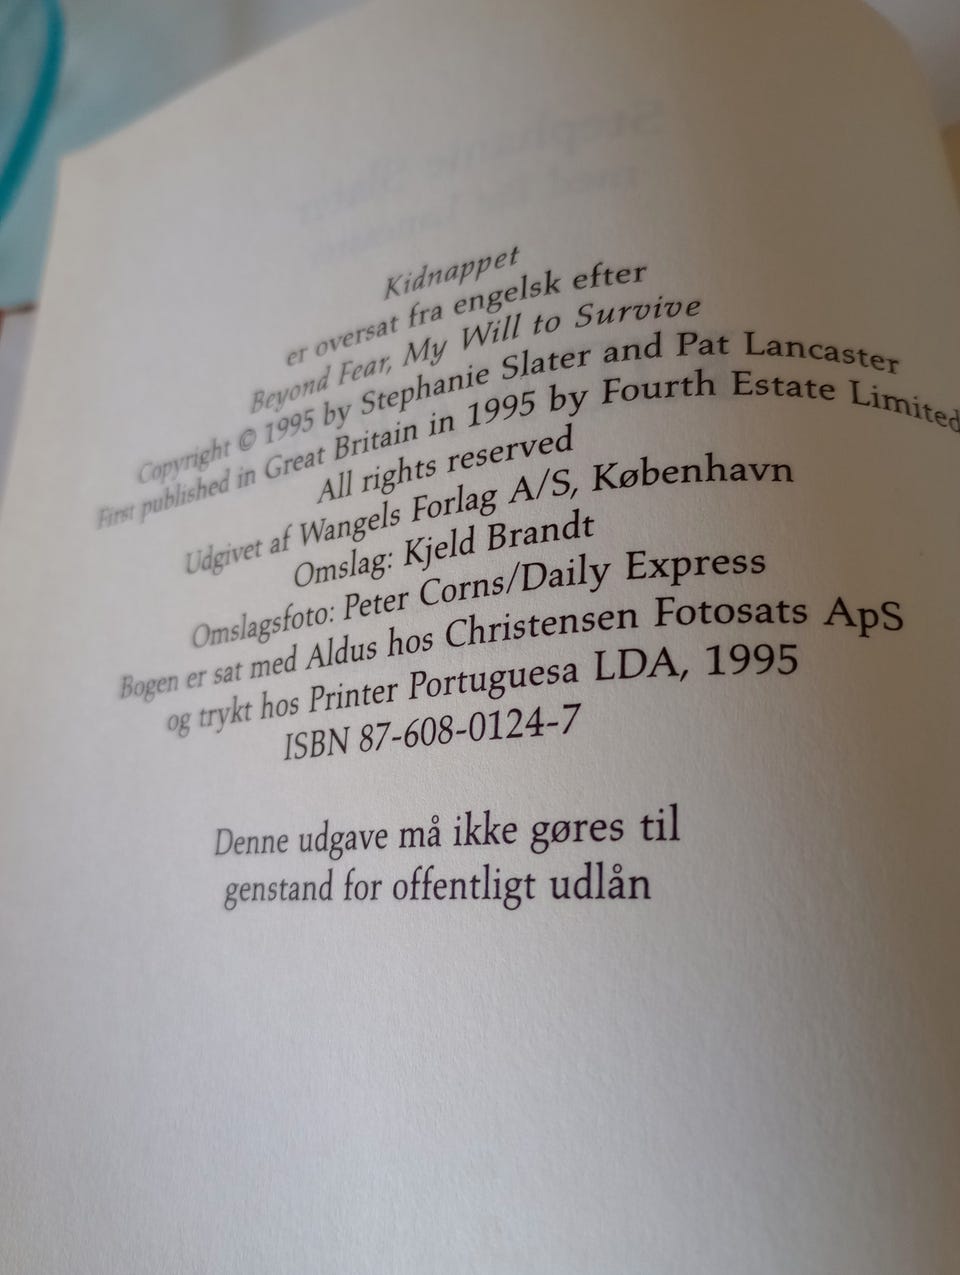 Kidnappet
er oversat fra engelsk efter
Beyond Fear, My Will to Survive
Copyright © 1995 by Stephanie Slater and Pat Lancaster
First published in Great Britain in 1995 by Fourth Estate Limited
All rights reserved
Udgivet af Wangels Forlag A/S, København
Omslag: Kjeld Brandt
Omslagsfoto: Peter Corns/Daily Express
Bogen er sat med Aldus hos Christensen Fotosats ApS
og trykt hos Printer Portuguesa LDA, 1995
ISBN 87-608-0124-7
Denne udgave må ikke gøres til
genstand for offentligt udlån